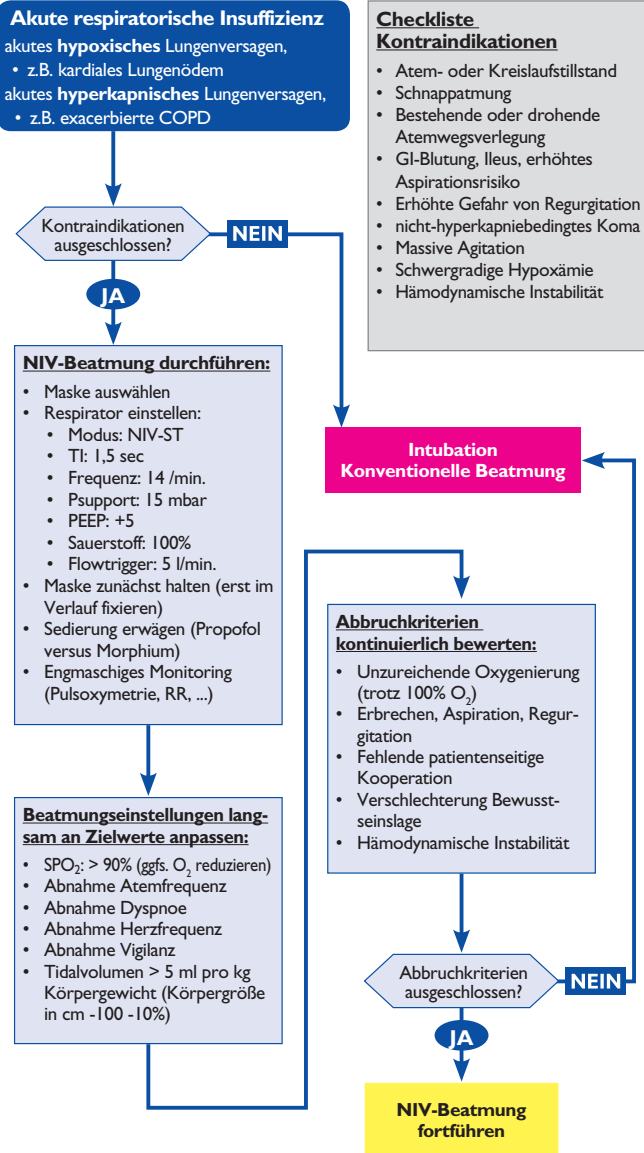 Akute respiratorische Insuffizienz
akutes hypoxisches Lungenversagen,
• z.B. kardiales Lungenödem
akutes hyperkapnisches Lungenversagen,
• z.B. exacerbierte COPD
Checkliste
Kontraindikationen
• Atem- oder Kreislaufstillstand
• Schnappatmung
• Bestehende oder drohende
Atemwegsverlegung
• GI-Blutung, Ileus, erhöhtes
Aspirationsrisiko
• Erhöhte Gefahr von Regurgitation
• nicht-hyperkapniebedingtes Koma
• Massive Agitation
• Schwergradige Hypoxämie
• Hämodynamische Instabilität
Kontraindikationen
ausgeschlossen?
NEIN
JA
NIV-Beatmung durchführen:
• Maske auswählen
• Respirator einstellen:
• Modus: NIV-ST
• TI: 1,5 sec
• Frequenz: 14 /min.
• Psupport: 15 mbar
• PEEP: +5
• Sauerstoff: 100%
• Flowtrigger: 5 l/min.
• Maske zunächst halten (erst im
Verlauf fixieren)
• Sedierung erwägen (Propofol
versus Morphium)
• Engmaschiges Monitoring
(Pulsoxymetrie, RR, ...)
Intubation
Konventionelle Beatmung
Beatmungseinstellungen lang-
sam an Zielwerte anpassen:
• SPO₂: > 90% (ggfs. O₂ reduzieren)
• Abnahme Atemfrequenz
• Abnahme Dyspnoe
• Abnahme Herzfrequenz
• Abnahme Vigilanz
• Tidalvolumen > 5 ml pro kg
Körpergewicht (Körpergröße
in cm -100 -10%)
Abbruchkriterien
kontinuierlich bewerten:
• Unzureichende Oxygenierung
(trotz 100% O₂)
• Erbrechen, Aspiration, Regur-
gitation
• Fehlende patientenseitige
Kooperation
• Verschlechterung Bewusst-
seinslage
• Hämodynamische Instabilität
Abbruchkriterien
ausgeschlossen?
NEIN
JA
NIV-Beatmung
fortführen